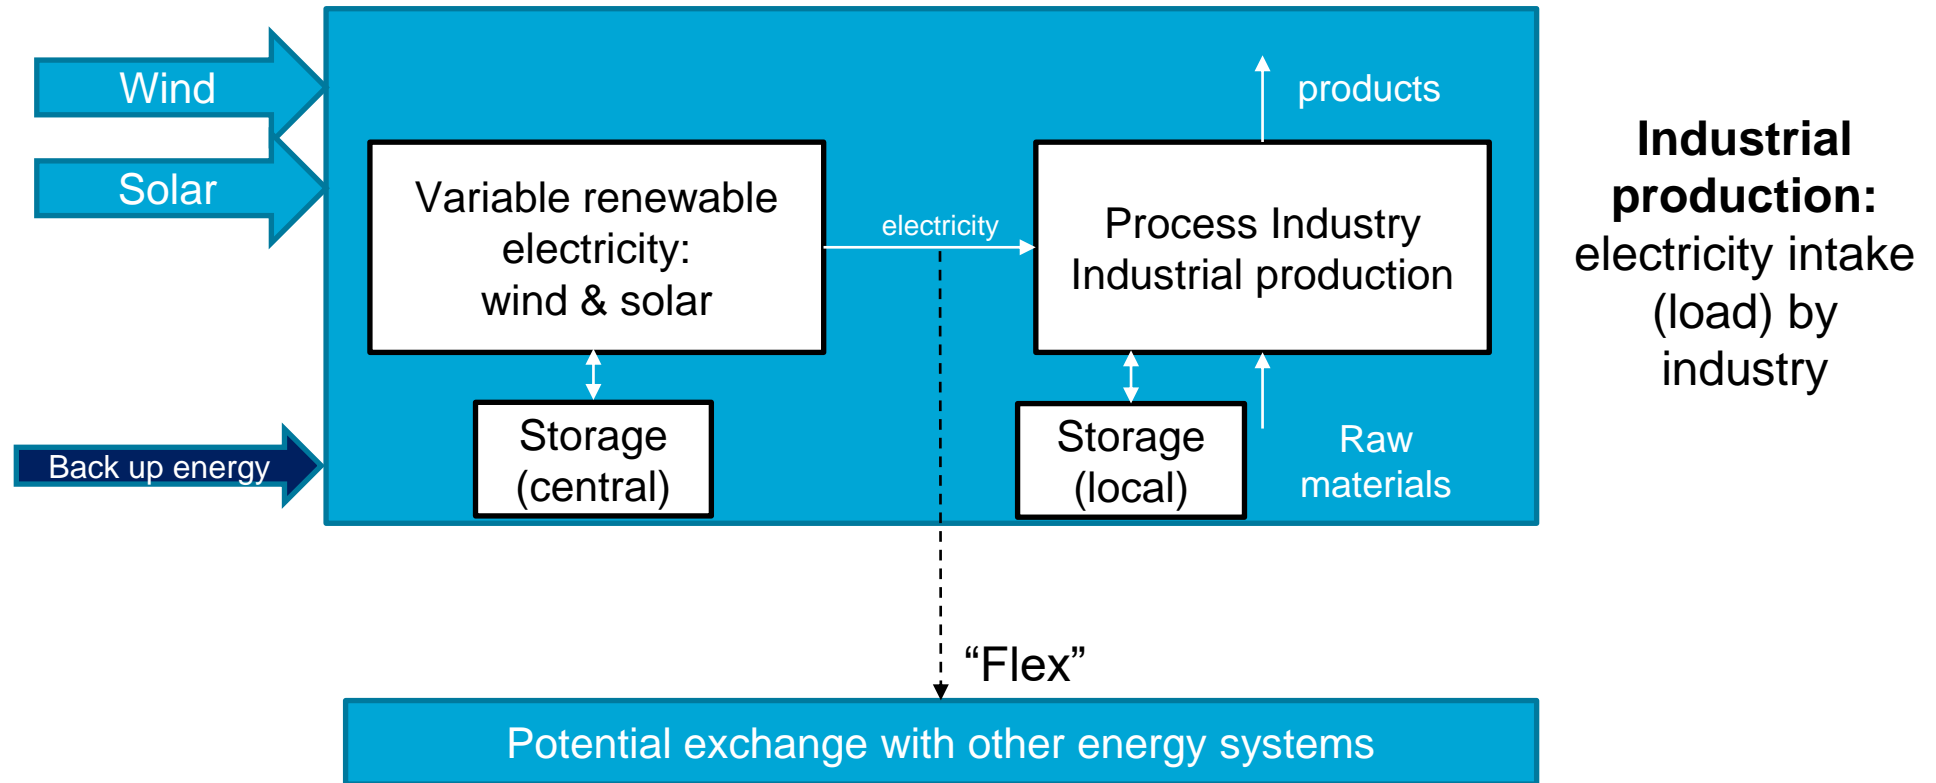 Wind
Solar
Back up energy
Variable renewable
electricity:
wind & solar
Storage
(central)
electricity
products
Process Industry
Industrial production
Storage
(local)
Raw
materials
Industrial
production:
electricity intake
(load) by
industry
“Flex”
Potential exchange with other energy systems